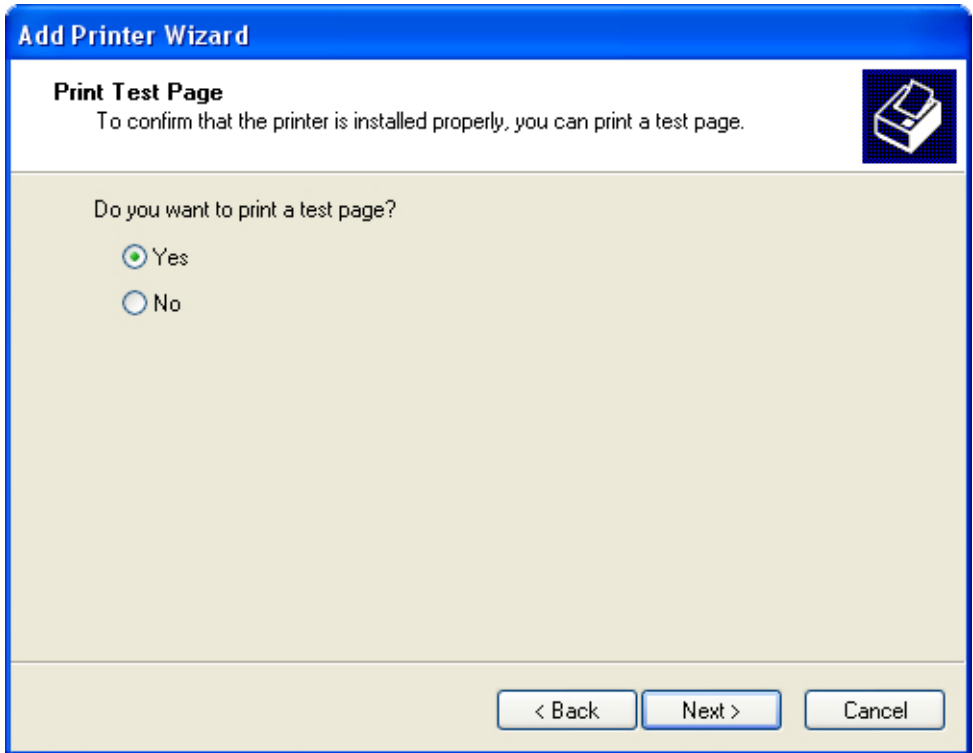 Add Printer Wizard
Print Test Page
To confirm that the printer is installed properly, you can print a test page.
Do you want to print a test page?
Yes
No
< Back
Next >
Cancel